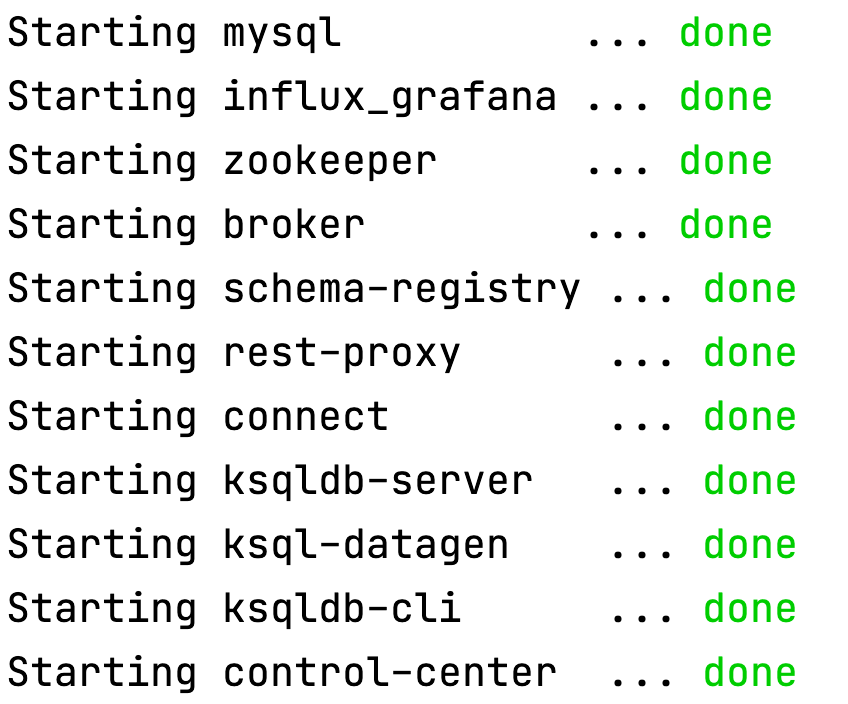 Starting mysql          ... done
Starting influx_grafana ... done
Starting zookeeper      ... done
Starting broker         ... done
Starting schema-registry ... done
Starting rest-proxy      ... done
Starting connect         ... done
Starting ksqldb-server   ... done
Starting ksql-datagen    ... done
Starting ksqldb-cli      ... done
Starting control-center  ... done